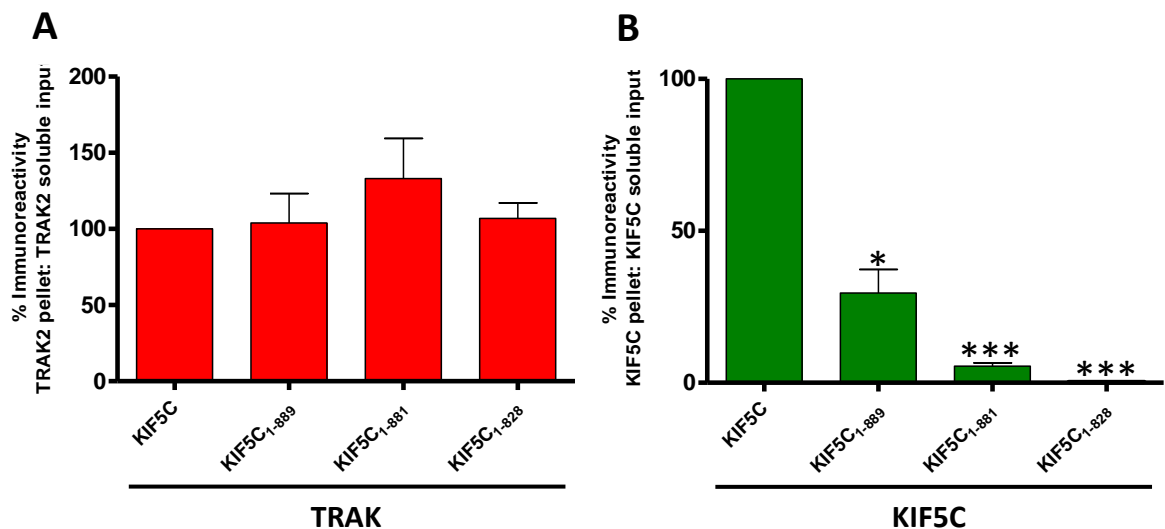 A
% Immunoreactivity
TRAK2 pellet: TRAK2 soluble input
200
150
100
50
0
KIF5C
KIF5C₁₋₈₈₉
KIF5C₁₋₈₈₁
KIF5C₁₋₈₂₈
TRAK
B
% Immunoreactivity
KIF5C pellet: KIF5C soluble input
100
50
0
*
***
***
KIF5C
KIF5C₁₋₈₈₉
KIF5C₁₋₈₈₁
KIF5C₁₋₈₂₈
KIF5C